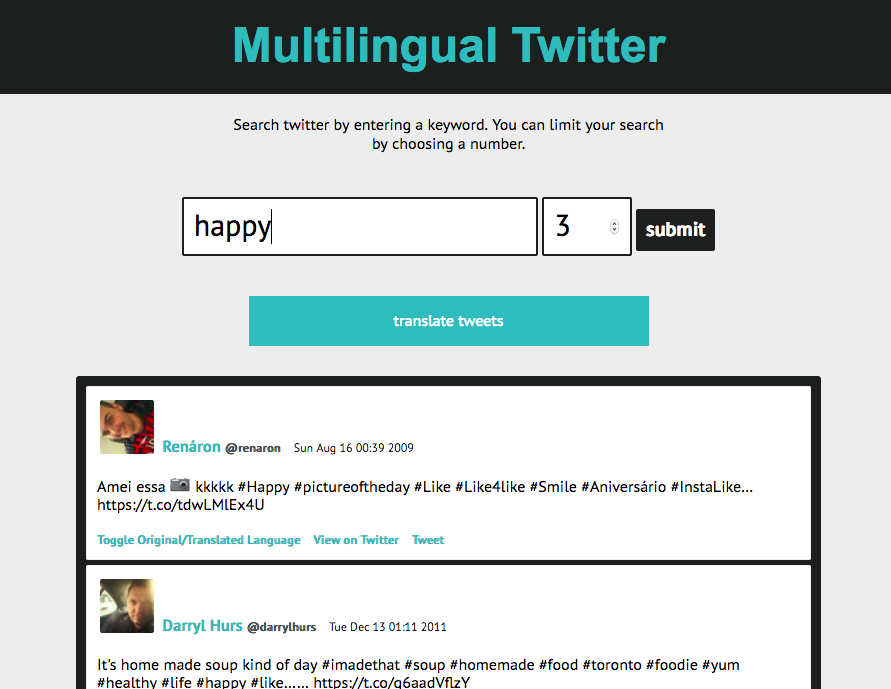 Multilingual Twitter
Search twitter by entering a keyword. You can limit your search
by choosing a number.
happy
3
submit
translate tweets
Renáron @renaron Sun Aug 16 00:39 2009
Amei essa 📷 kkkkk #Happy #pictureoftheday #Like #Like4like #Smile #Aniversário #InstaLike…
https://t.co/tdwLMlEx4U
Toggle Original/Translated Language View on Twitter Tweet
Darryl Hurs @darrylhurs Tue Dec 13 01:11 2011
It's home made soup kind of day #imadethat #soup #homemade #food #toronto #foodie #yum
#healthy #life #happy #like…… https://t.co/q6aadVflzY